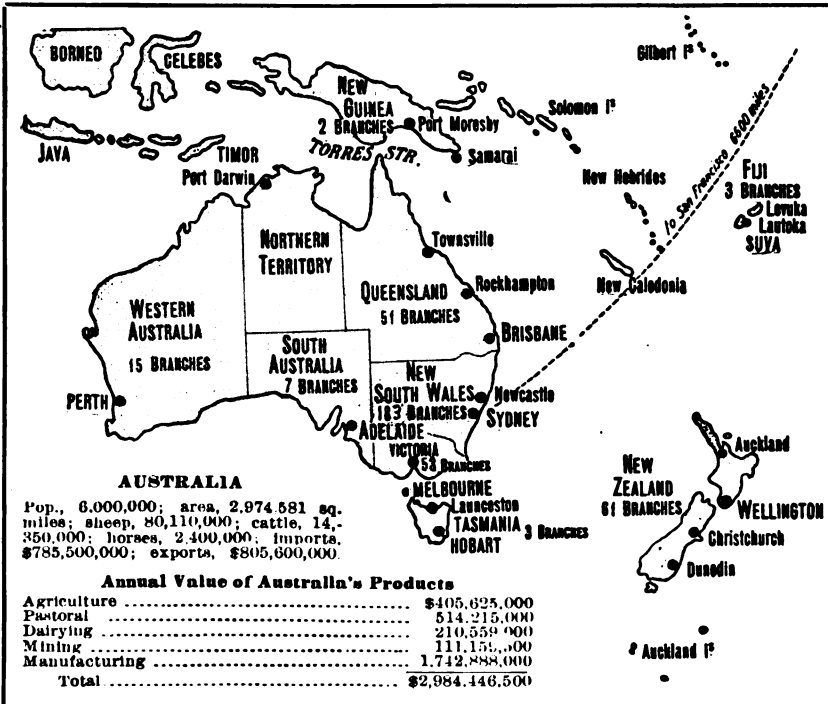 BORNEO
CELEBES
JAVA
TIMOR
NEW
GUINEA
2 BRANCHES
Port Moresby
TORRES STR.
Samarai
Solomon Iˢ
Gilbert Iˢ
to San Francisco 6600 miles
New Hebrides
FIJI
3 BRANCHES
Levuka
Lautoka
SUVA
New Caledonia
Port Darwin
NORTHERN
TERRITORY
Townsville
Rockhampton
QUEENSLAND
51 BRANCHES
BRISBANE
WESTERN
AUSTRALIA
15 BRANCHES
PERTH
SOUTH
AUSTRALIA
7 BRANCHES
ADELAIDE
NEW
SOUTH WALES
183 BRANCHES
Newcastle
SYDNEY
VICTORIA
53 BRANCHES
MELBOURNE
Launceston
TASMANIA
3 BRANCHES
HOBART
NEW
ZEALAND
61 BRANCHES
Auckland
WELLINGTON
Christchurch
Dunedin
Auckland Iˢ
AUSTRALIA
Pop., 6,000,000; area, 2,974,581 sq.
miles; sheep, 80,110,000; cattle, 14,-
350,000; horses, 2,400,000; imports,
$785,500,000; exports, $805,600,000.
Annual Value of Australia's Products
Agriculture ........................ $405,625,000
Pastoral ........................ 514,215,000
Dairying ........................ 210,559,000
Mining ........................ 111,159,500
Manufacturing ........................ 1,742,888,000
Total ........................ $2,984,446,500